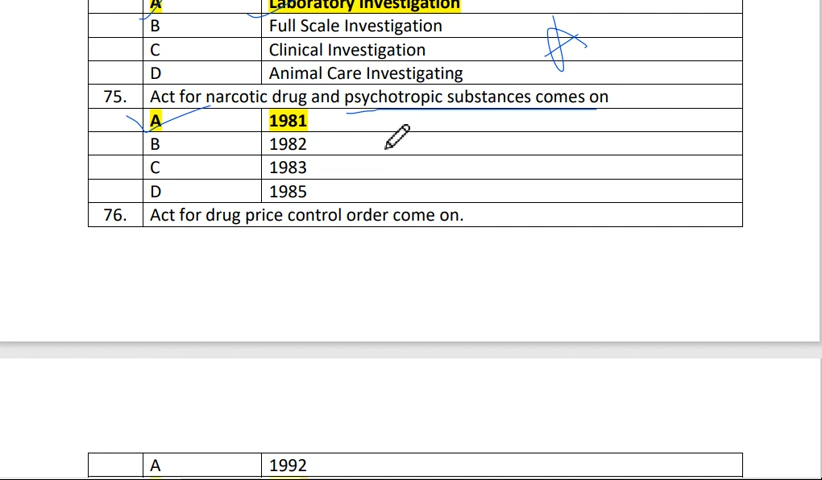 A Laboratory Investigation
B Full Scale Investigation
C Clinical Investigation
D Animal Care Investigating
75. Act for narcotic drug and psychotropic substances comes on
A 1981
B 1982
C 1983
D 1985
76. Act for drug price control order come on.
A 1992